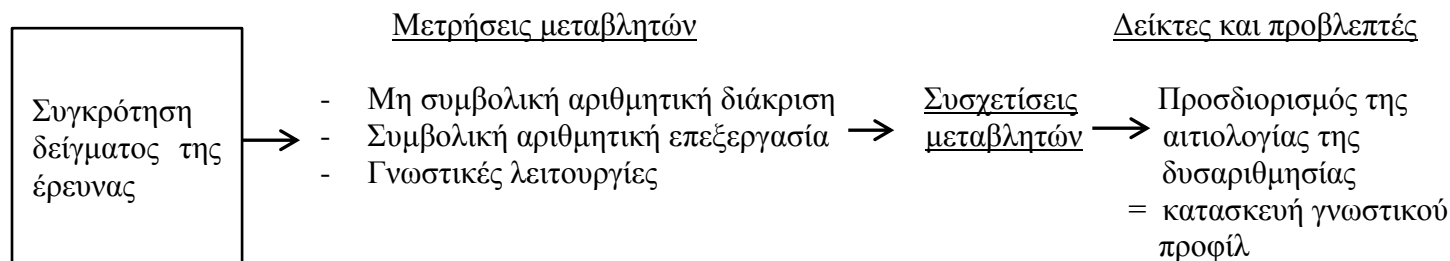 Μετρήσεις μεταβλητών
Δείκτες και προβλεπτές
Συγκρότηση
δείγματος της
έρευνας
- Μη συμβολική αριθμητική διάκριση
- Συμβολική αριθμητική επεξεργασία
- Γνωστικές λειτουργίες
Συσχετίσεις
μεταβλητών
Προσδιορισμός της
αιτιολογίας της
δυσαριθμησίας
= κατασκευή γνωστικού
προφίλ